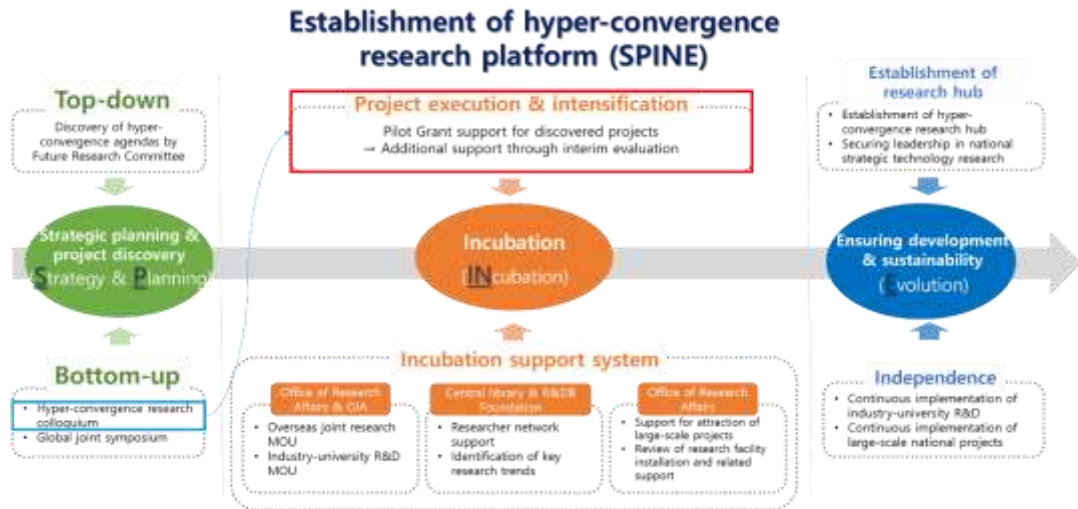 Establishment of hyper-convergence
research platform (SPINE)
Top-down
Discovery of hyper-
convergence agendas by
Future Research Committee
Project execution & intensification
Pilot Grant support for discovered projects
→ Additional support through interim evaluation
Establishment of
research hub
• Establishment of hyper-
convergence research hub
• Securing leadership in national
strategic technology research
Strategic planning &
project discovery
Strategy & Planning)
Incubation
(INcubation)
Ensuring development
& sustainability
(Evolution)
Bottom-up
• Hyper-convergence research
colloquium
• Global joint symposium
Incubation support system
Office of Research
Affairs & OIA
• Overseas joint research
MOU
• Industry-university R&D
MOU
Central library & R&DB
Foundation
• Researcher network
support
• Identification of key
research trends
Office of Research
Affairs
• Support for attraction of
large-scale projects
• Review of research facility
installation and related
support
Independence
• Continuous implementation of
industry-university R&D
• Continuous implementation of
large-scale national projects